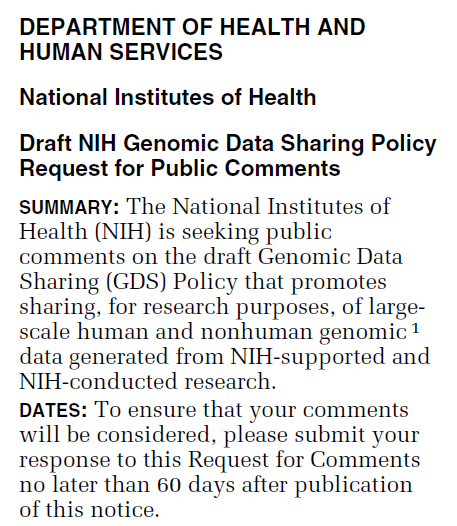 DEPARTMENT OF HEALTH AND
HUMAN SERVICES
National Institutes of Health
Draft NIH Genomic Data Sharing Policy
Request for Public Comments
SUMMARY: The National Institutes of
Health (NIH) is seeking public
comments on the draft Genomic Data
Sharing (GDS) Policy that promotes
sharing, for research purposes, of large-
scale human and nonhuman genomic ¹
data generated from NIH-supported and
NIH-conducted research.
DATES: To ensure that your comments
will be considered, please submit your
response to this Request for Comments
no later than 60 days after publication
of this notice.